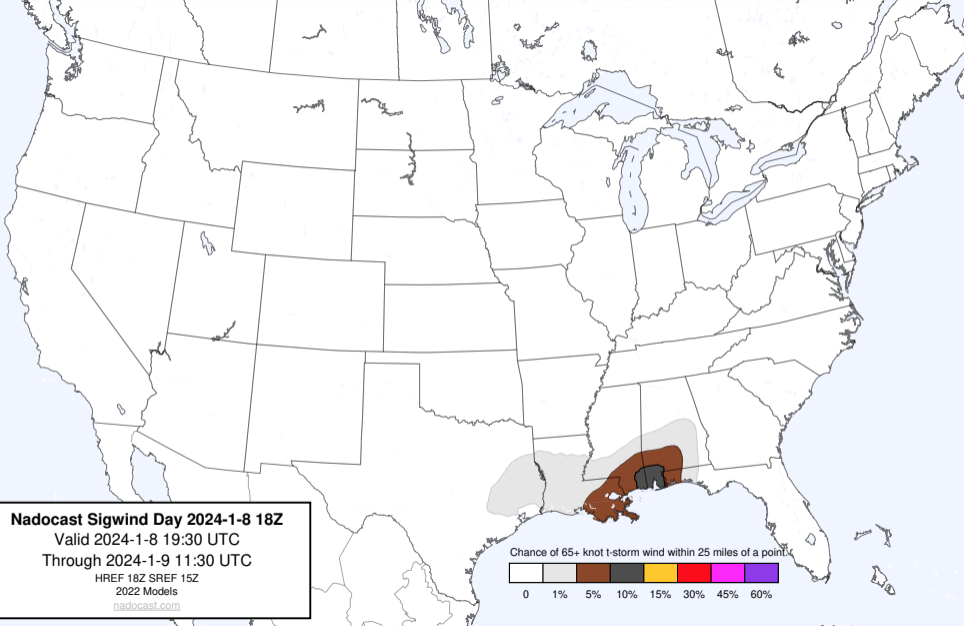 Nadocast Sigwind Day 2024-1-8 18Z
Valid 2024-1-8 19:30 UTC
Through 2024-1-9 11:30 UTC
HREF 18Z SREF 15Z
2022 Models
nadocast.com
Chance of 65+ knot t-storm wind within 25 miles of a point.
0 1% 5% 10% 15% 30% 45% 60%